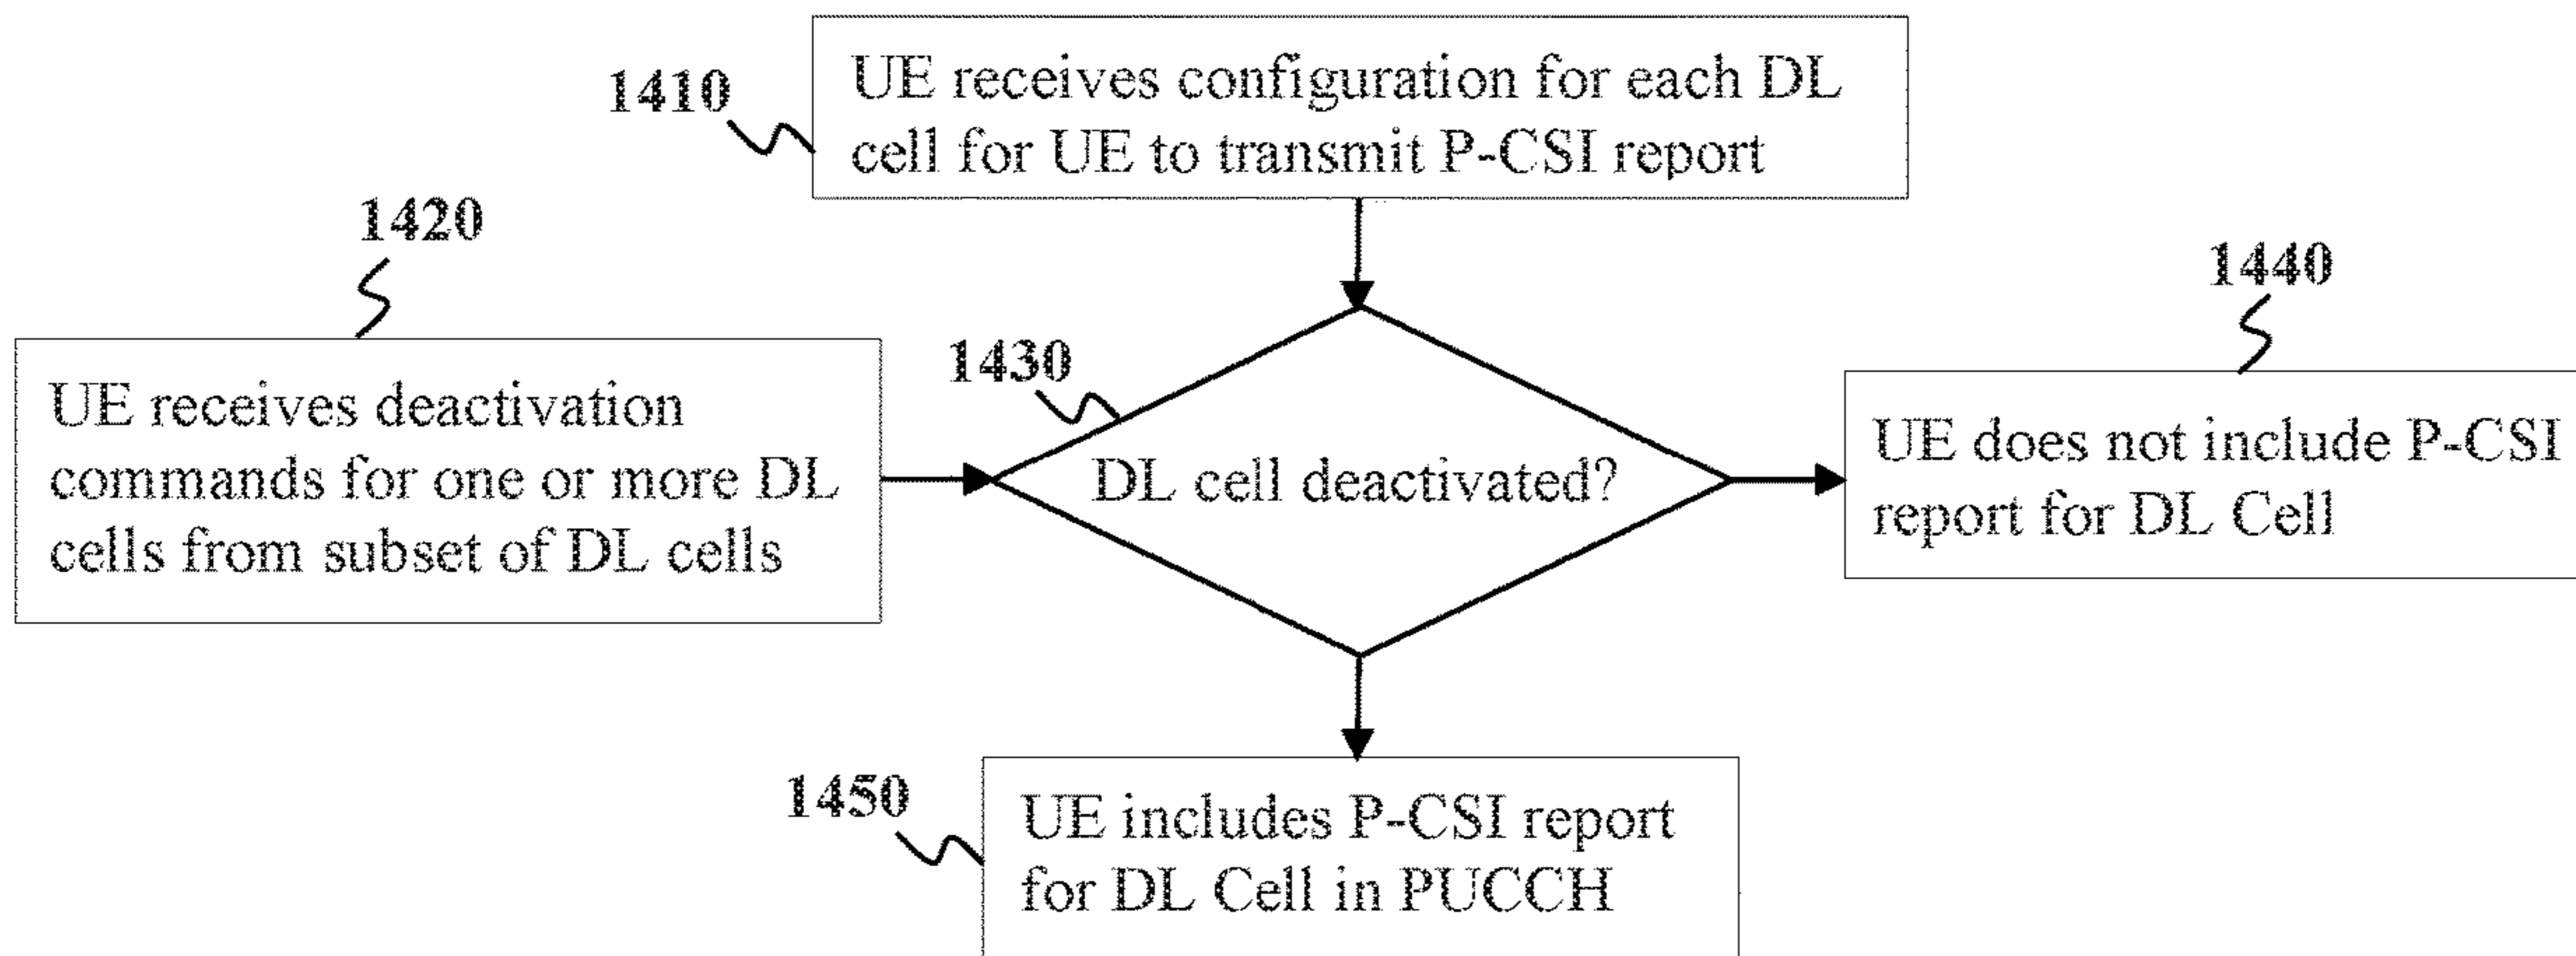 1410
UE receives configuration for each DL
cell for UE to transmit P-CSI report
1420
UE receives deactivation
commands for one or more DL
cells from subset of DL cells
1430
DL cell deactivated?
1440
UE does not include P-CSI
report for DL Cell
1450
UE includes P-CSI report
for DL Cell in PUCCH